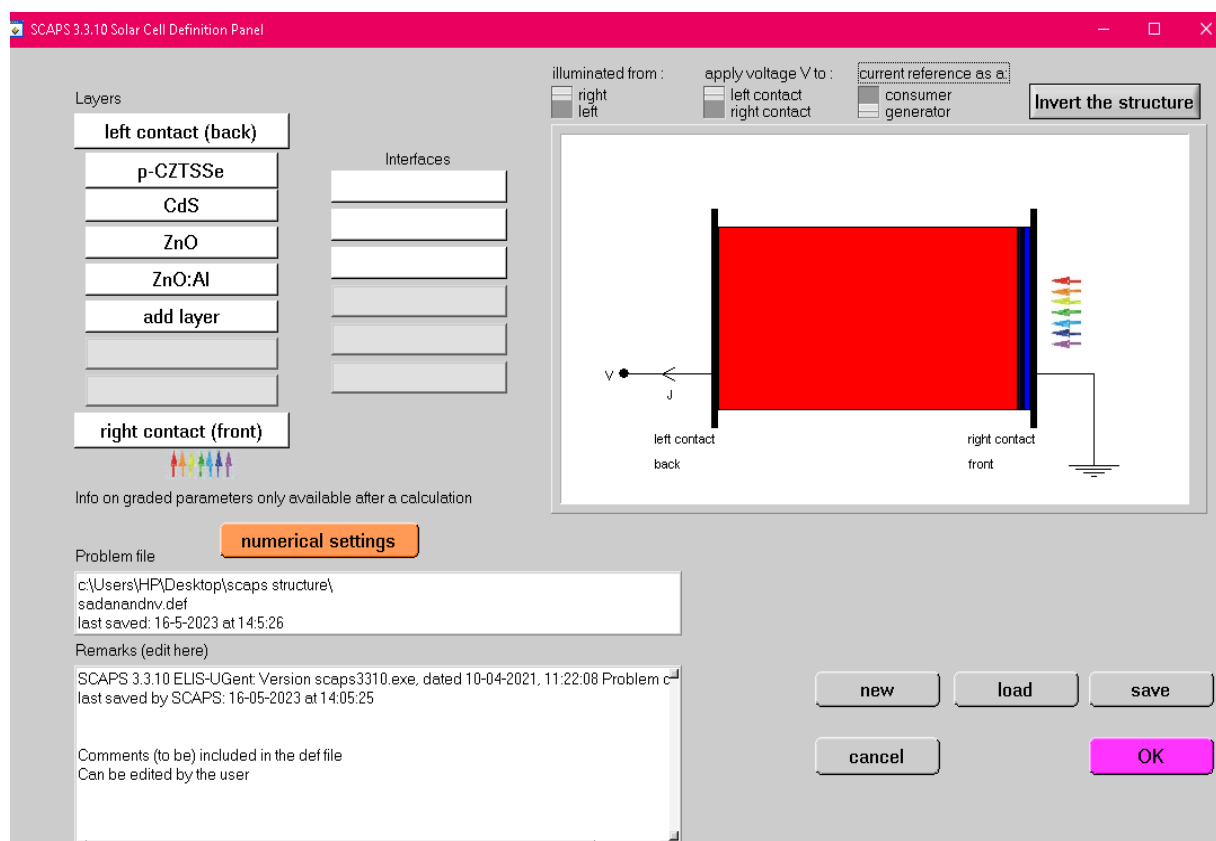 SCAPS 3.3.10 Solar Cell Definition Panel
illuminated from :
right
left
apply voltage V to :
left contact
right contact
current reference as a:
consumer
generator
Invert the structure
Layers
left contact (back)
p-CZTSSe
CdS
ZnO
ZnO:Al
add layer
right contact (front)
Interfaces
V
J
left contact
back
right contact
front
Info on graded parameters only available after a calculation
numerical settings
Problem file
c:\Users\HP\Desktop\scaps structure\
sadanandnv.def
last saved: 16-5-2023 at 14:5:26
Remarks (edit here)
SCAPS 3.3.10 ELIS-UGent: Version scaps3310.exe, dated 10-04-2021, 11:22:08 Problem c
last saved by SCAPS: 16-05-2023 at 14:05:25
Comments (to be) included in the def file
Can be edited by the user
new
load
save
cancel
OK